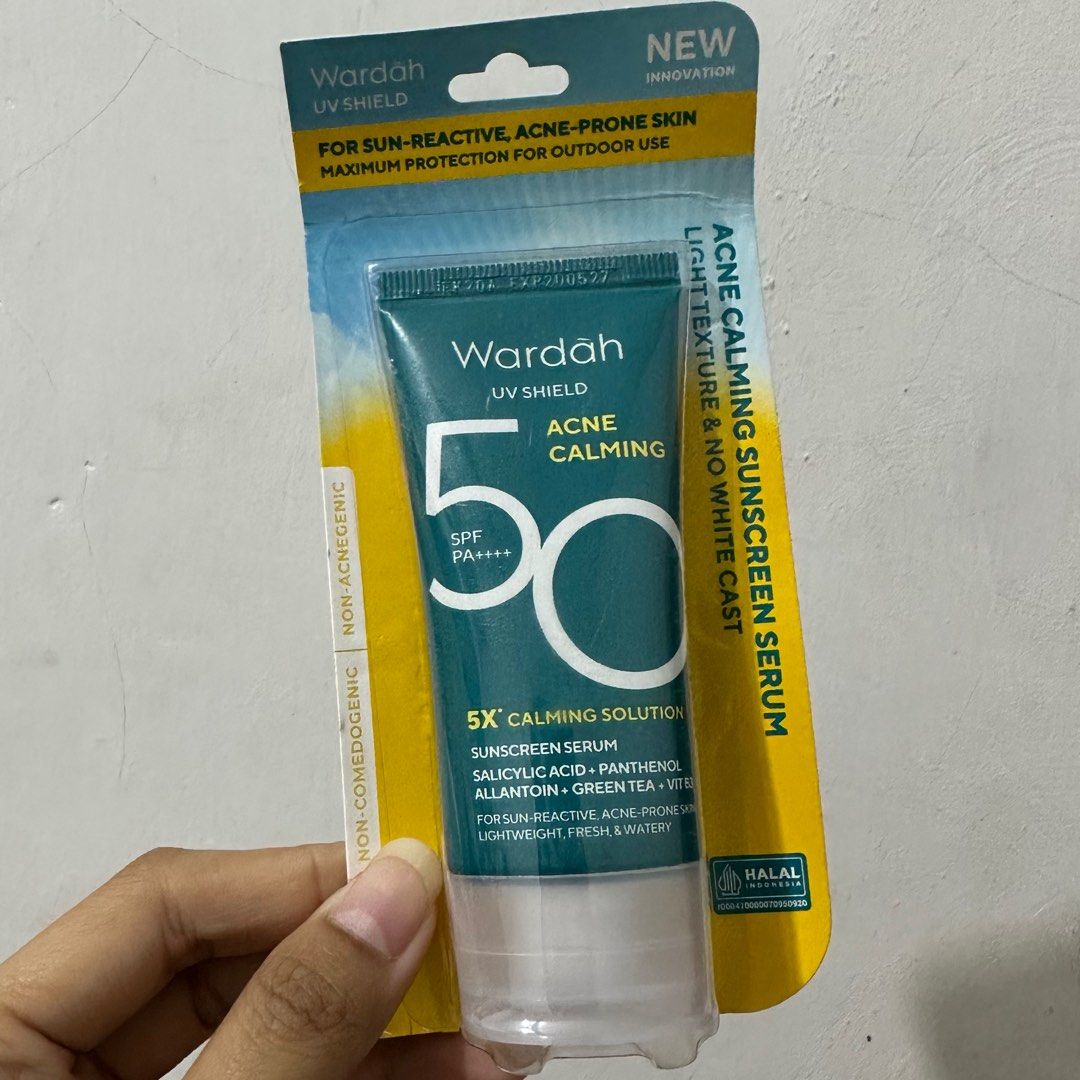 Wardāh
UV SHIELD
NEW
INNOVATION
FOR SUN-REACTIVE, ACNE-PRONE SKIN
MAXIMUM PROTECTION FOR OUTDOOR USE
EXP200527
Wardāh
UV SHIELD
ACNE
CALMING
50
SPF
PA++++
5X* CALMING SOLUTION
SUNSCREEN SERUM
SALICYLIC ACID + PANTHENOL
ALLANTOIN + GREEN TEA + VIT B3
FOR SUN-REACTIVE, ACNE-PRONE SKIN
LIGHTWEIGHT, FRESH, & WATERY
ACNE CALMING SUNSCREEN SERUM
LIGHT TEXTURE & NO WHITE CAST
NON-COMEDOGENIC
NON-ACNEGENIC
HALAL
INDONESIA